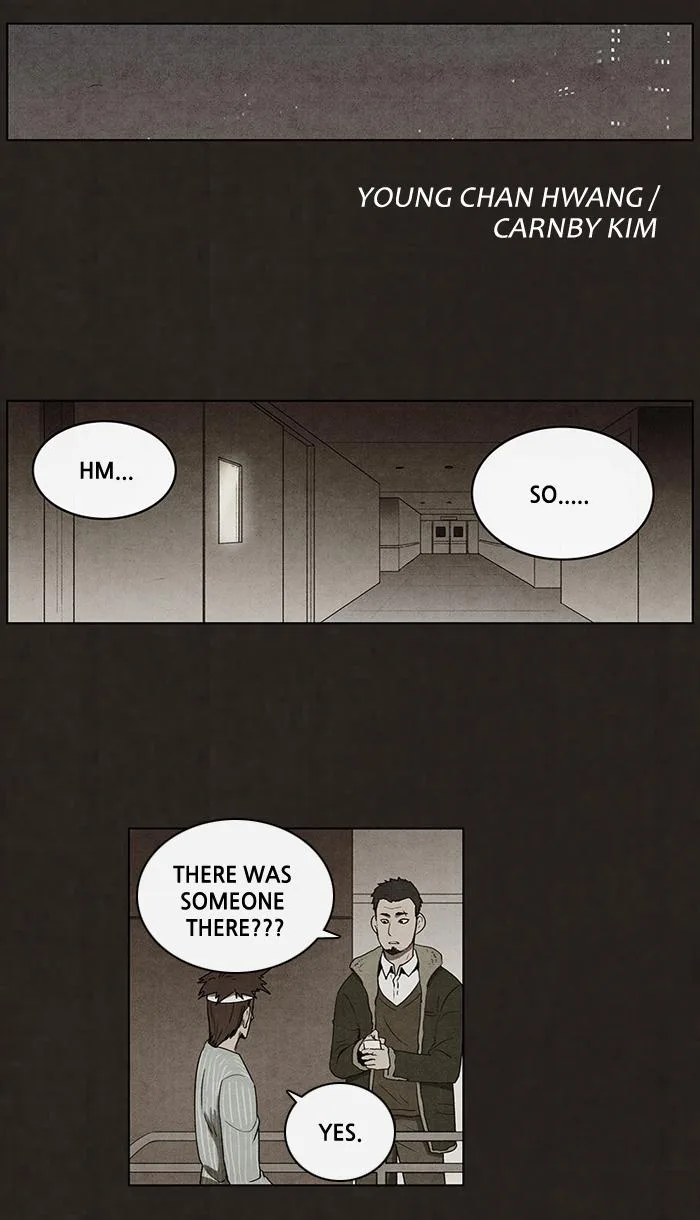 YOUNG CHAN HWANG /
CARNBY KIM
HM...
SO.....
THERE WAS
SOMEONE
THERE???
YES.